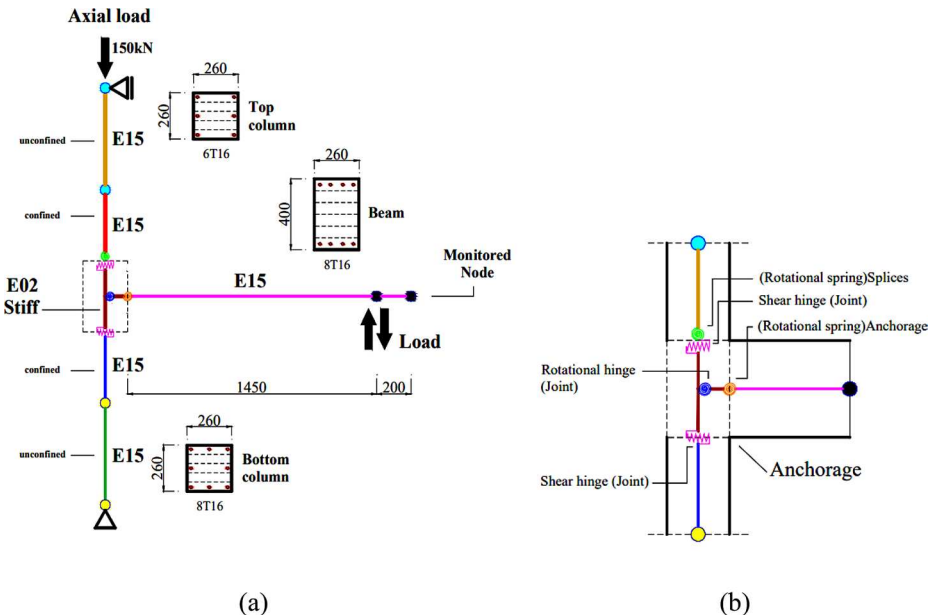 Axial load
150kN
260
260
Top
column
6T16
unconfined
E15
260
400
Beam
8T16
confined
E15
Monitored
Node
E02
Stiff
E15
Load
confined
E15
1450
200
260
260
Bottom
column
8T16
unconfined
E15
(Rotational spring)Splices
Shear hinge (Joint)
(Rotational spring)Anchorage
Rotational hinge
(Joint)
Shear hinge (Joint)
Anchorage
(a)
(b)